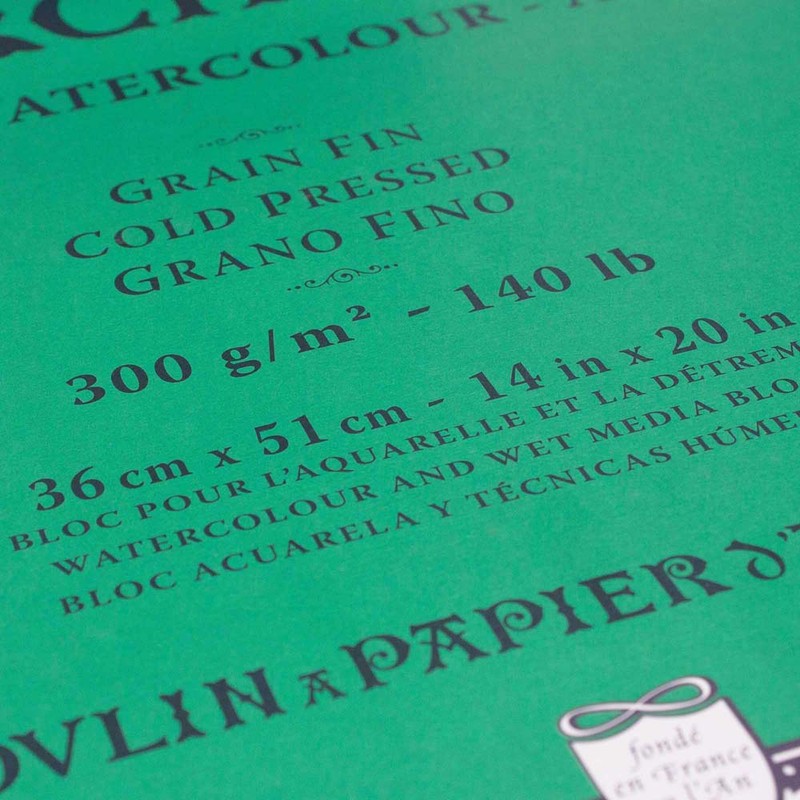 WATERCOLOUR -
GRAIN FIN
COLD PRESSED
GRANO FINO
300 g/m² - 140 lb
36 cm x 51 cm - 14 in x 20 in
BLOC POUR L'AQUARELLE ET LA DÉTREM
WATERCOLOUR AND WET MEDIA BLO
BLOC ACUARELA Y TÉCNICAS HÚME
OVLIN A PAPIER D'
fondé
en France
l'An